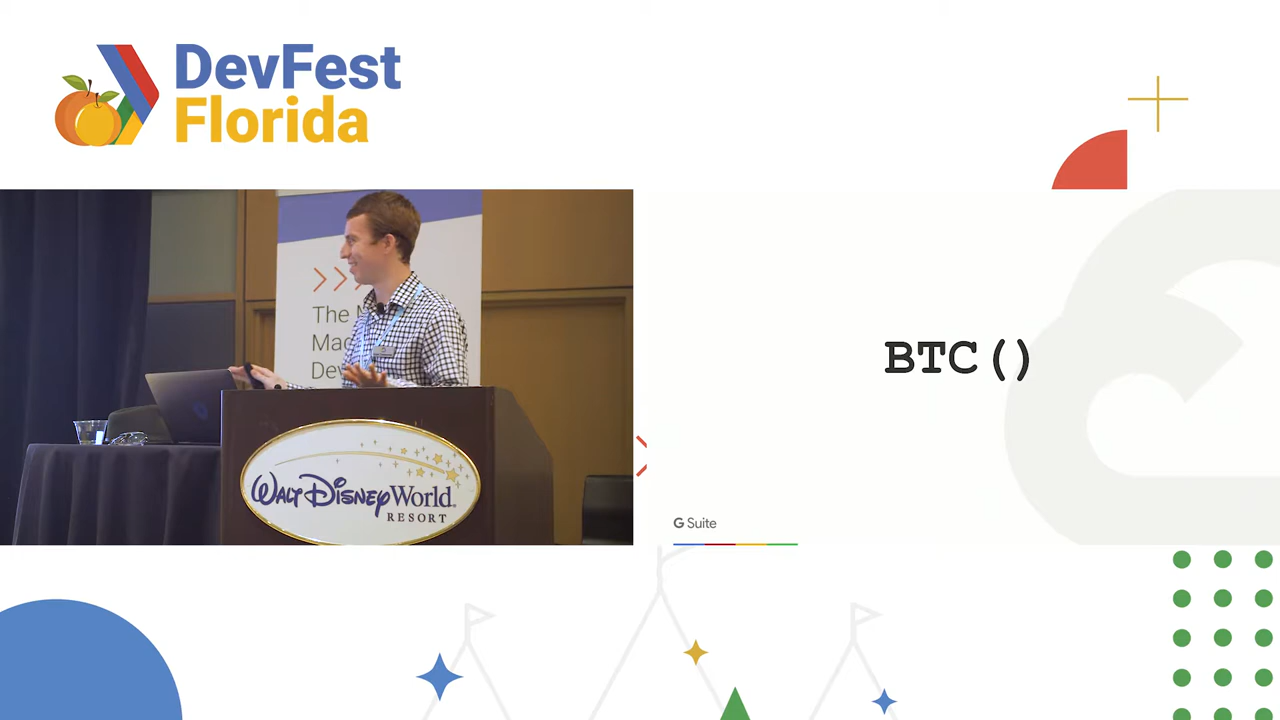 DevFest
Florida
The
Mac
Dev
WALT DISNEY World
RESORT
BTC()
G Suite